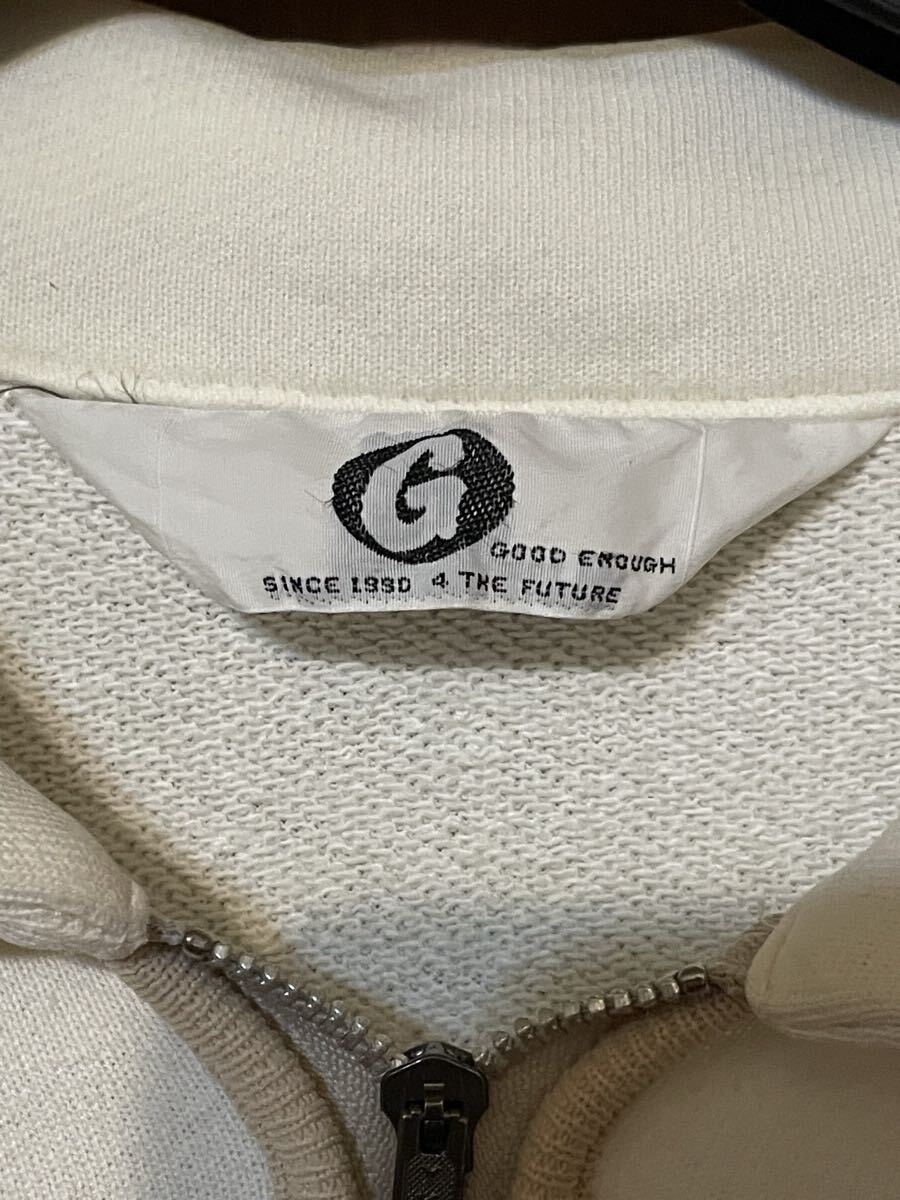 G
GOOD ENOUGH
SINCE 1990 4 THE FUTURE